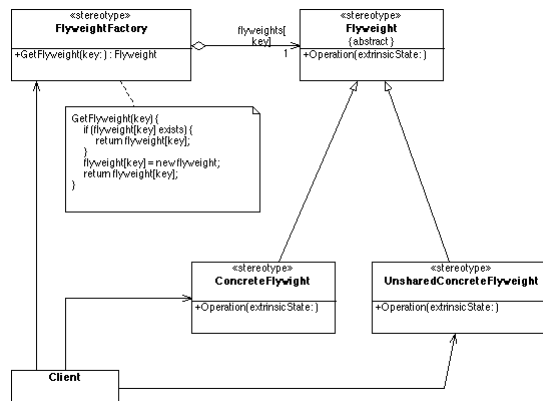 «stereotype»
FlyweightFactory
+GetFlyweight(key: ) : Flyweight
flyweights[
key]
1
«stereotype»
Flyweight
{ abstract }
+Operation(extrinsicState: )
GetFlyweight(key) {
if (flyweight[key] exists) {
return flyweight[key];
}
flyweight[key] = new flyweight;
return flyweight[key];
}
«stereotype»
ConcreteFlywight
+Operation(extrinsicState: )
«stereotype»
UnsharedConcreteFlyweight
+Operation(extrinsicState: )
Client